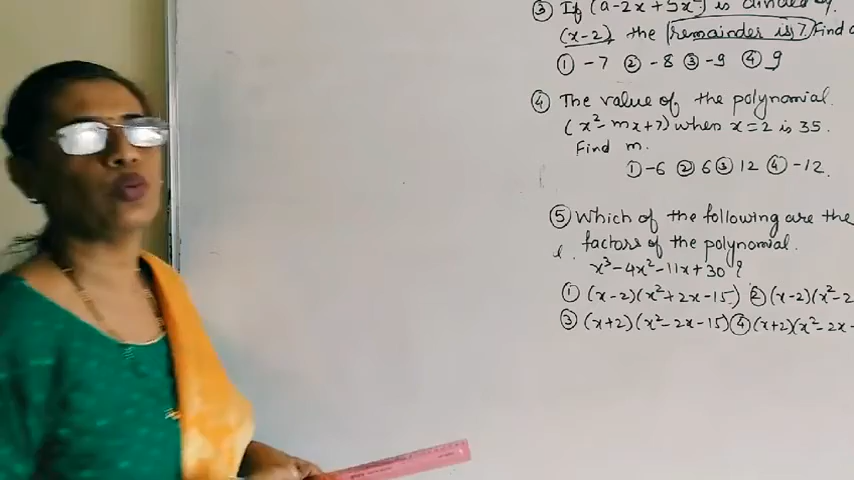 ③ If (a-2x+5x²) is divided
(x-2), the remainder is 7. Find
① -7 ② -8 ③ -9 ④ 9
④ The value of the polynomial
(x²-mx+7) when x=2 is 35.
Find m.
① -6 ② 6 ③ 12 ④ -12.
⑤ Which of the following are the
factors of the polynomial.
x³-4x²-11x+30?
① (x-2)(x²+2x-15) ② (x-2)(x²-2
③ (x+2)(x²-2x-15) ④ (x+2)(x²-2x-